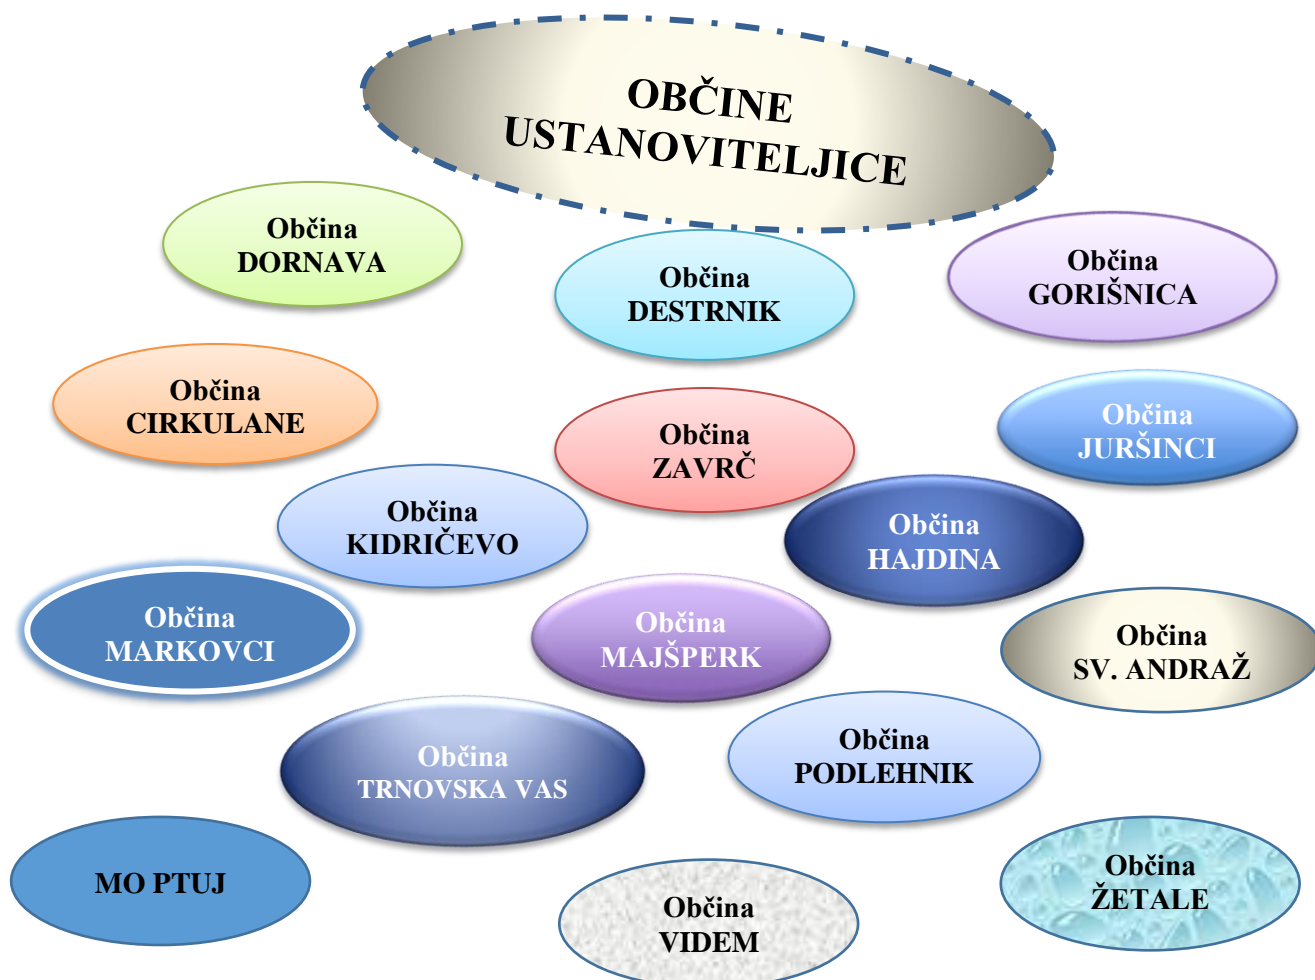 OBČINE
USTANOVITELJICE
Občina
DORNAVA
Občina
DESTRNIK
Občina
GORIŠNICA
Občina
CIRKULANE
Občina
ZAVRČ
Občina
JURŠINCI
Občina
KIDRIČEVO
Občina
HAJDINA
Občina
MARKOVCI
Občina
MAJŠPERK
Občina
SV. ANDRAŽ
Občina
TRNOVSKA VAS
Občina
PODLEHNIK
MO PTUJ
Občina
VIDEM
Občina
ŽETALE